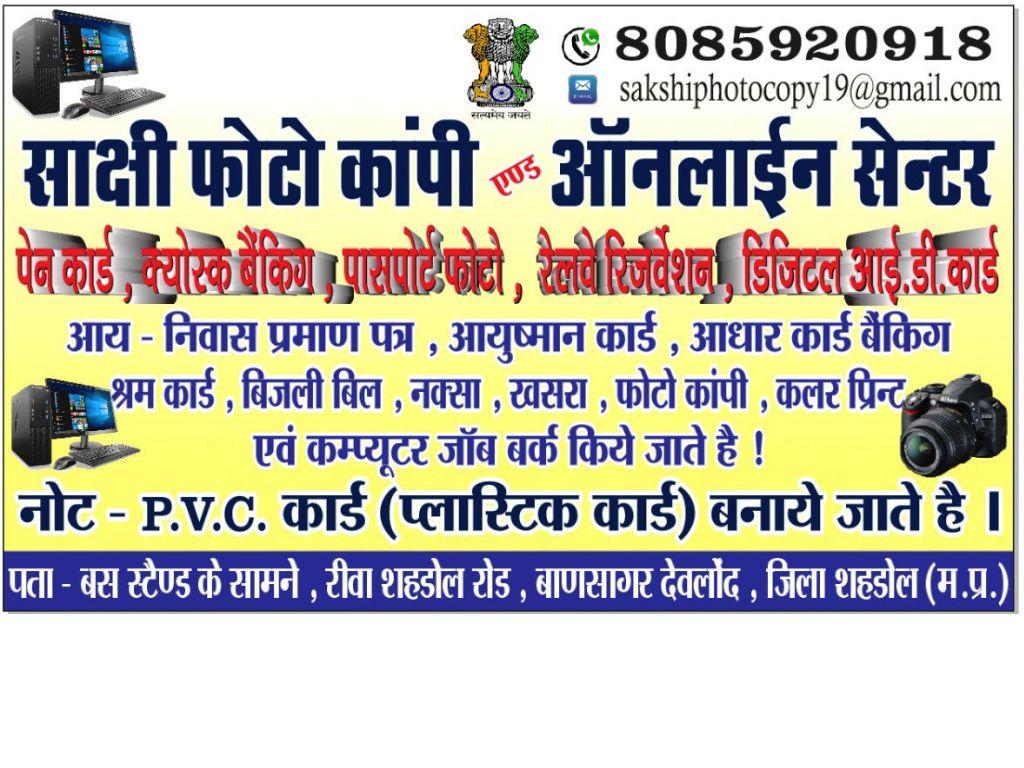 8085920918
sakshiphotocopy19@gmail.com
सत्यमेव जयते
साक्षी फोटो कांपी एण्ड ऑनलाईन सेन्टर
पेन कार्ड , क्योस्क बैंकिग , पासपोर्ट फोटो , रेलवे रिजर्वेशन , डिजिटल आई.डी.कार्ड
आय - निवास प्रमाण पत्र , आयुष्मान कार्ड , आधार कार्ड बैंकिग
श्रम कार्ड , बिजली बिल , नक्सा , खसरा , फोटो कांपी , कलर प्रिन्ट
एवं कम्प्यूटर जॉब बर्क किये जाते है !
नोट - P.V.C. कार्ड (प्लास्टिक कार्ड) बनाये जाते है ।
पता - बस स्टैण्ड के सामने , रीवा शहडोल रोड , बाणसागर देवलोंद , जिला शहडोल (म.प्र.)